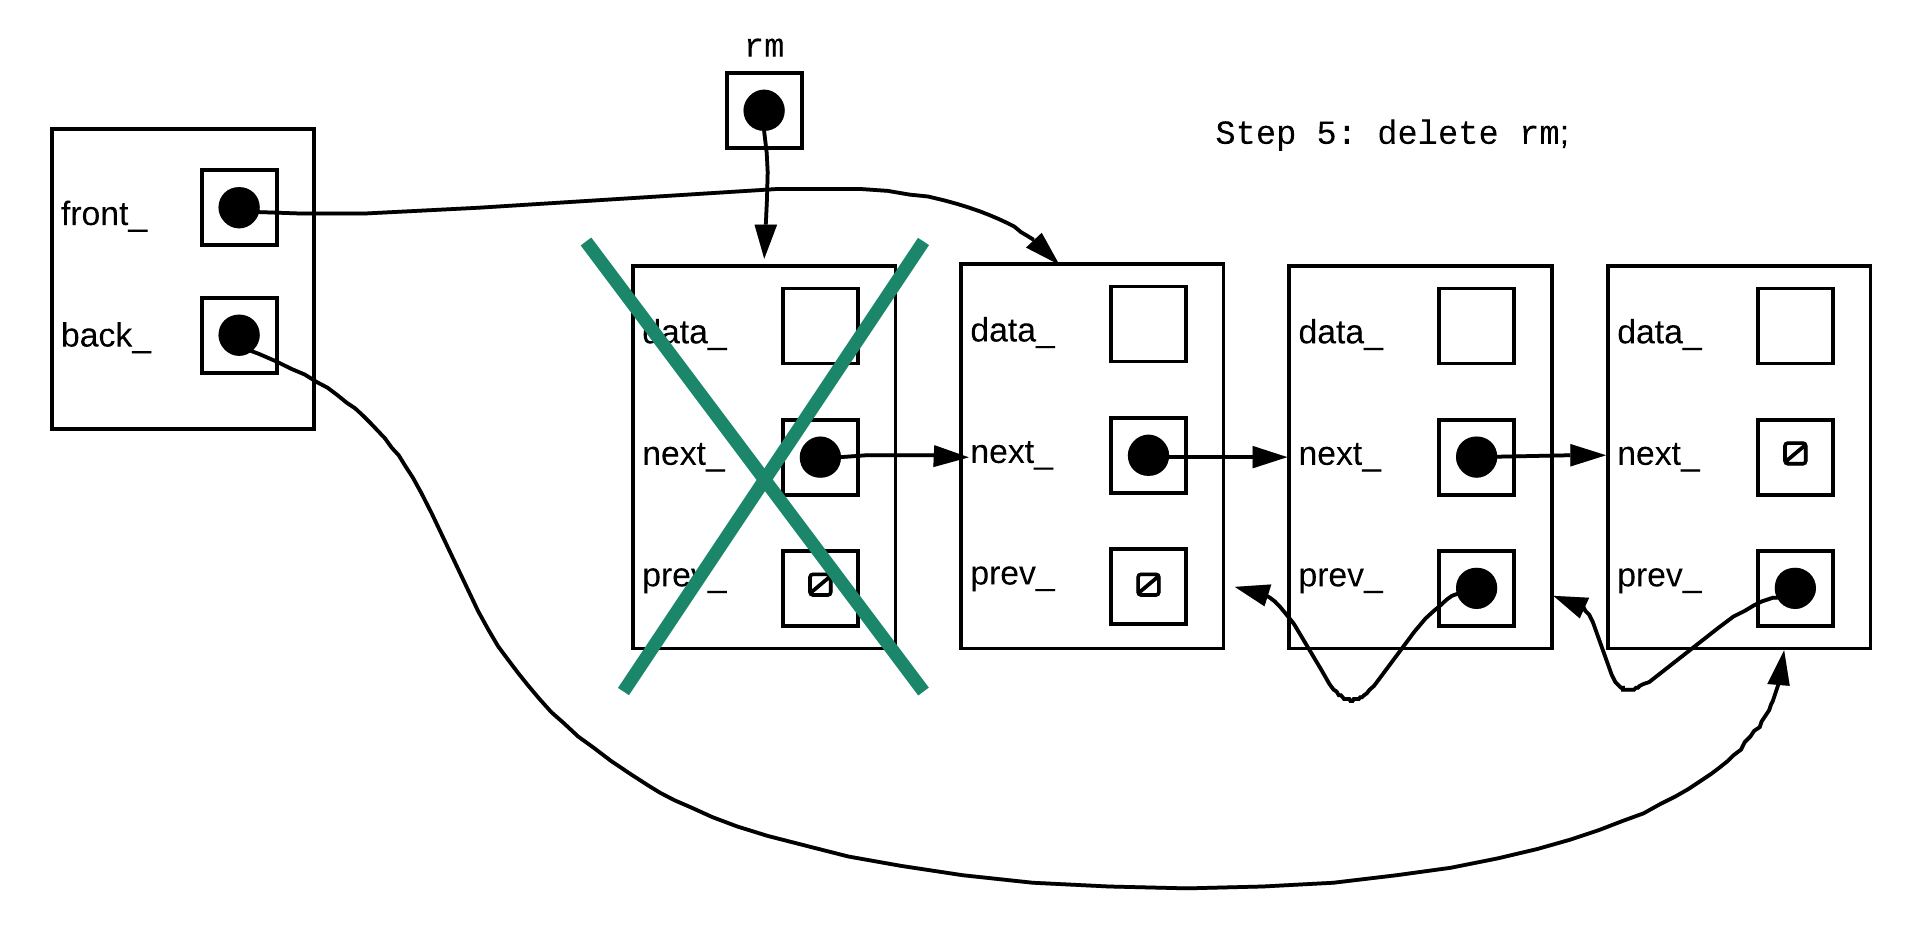 rm
Step 5: delete rm;
front_
back_
data_
next_
prev_
data_
next_
prev_
data_
next_
prev_
data_
next_
prev_